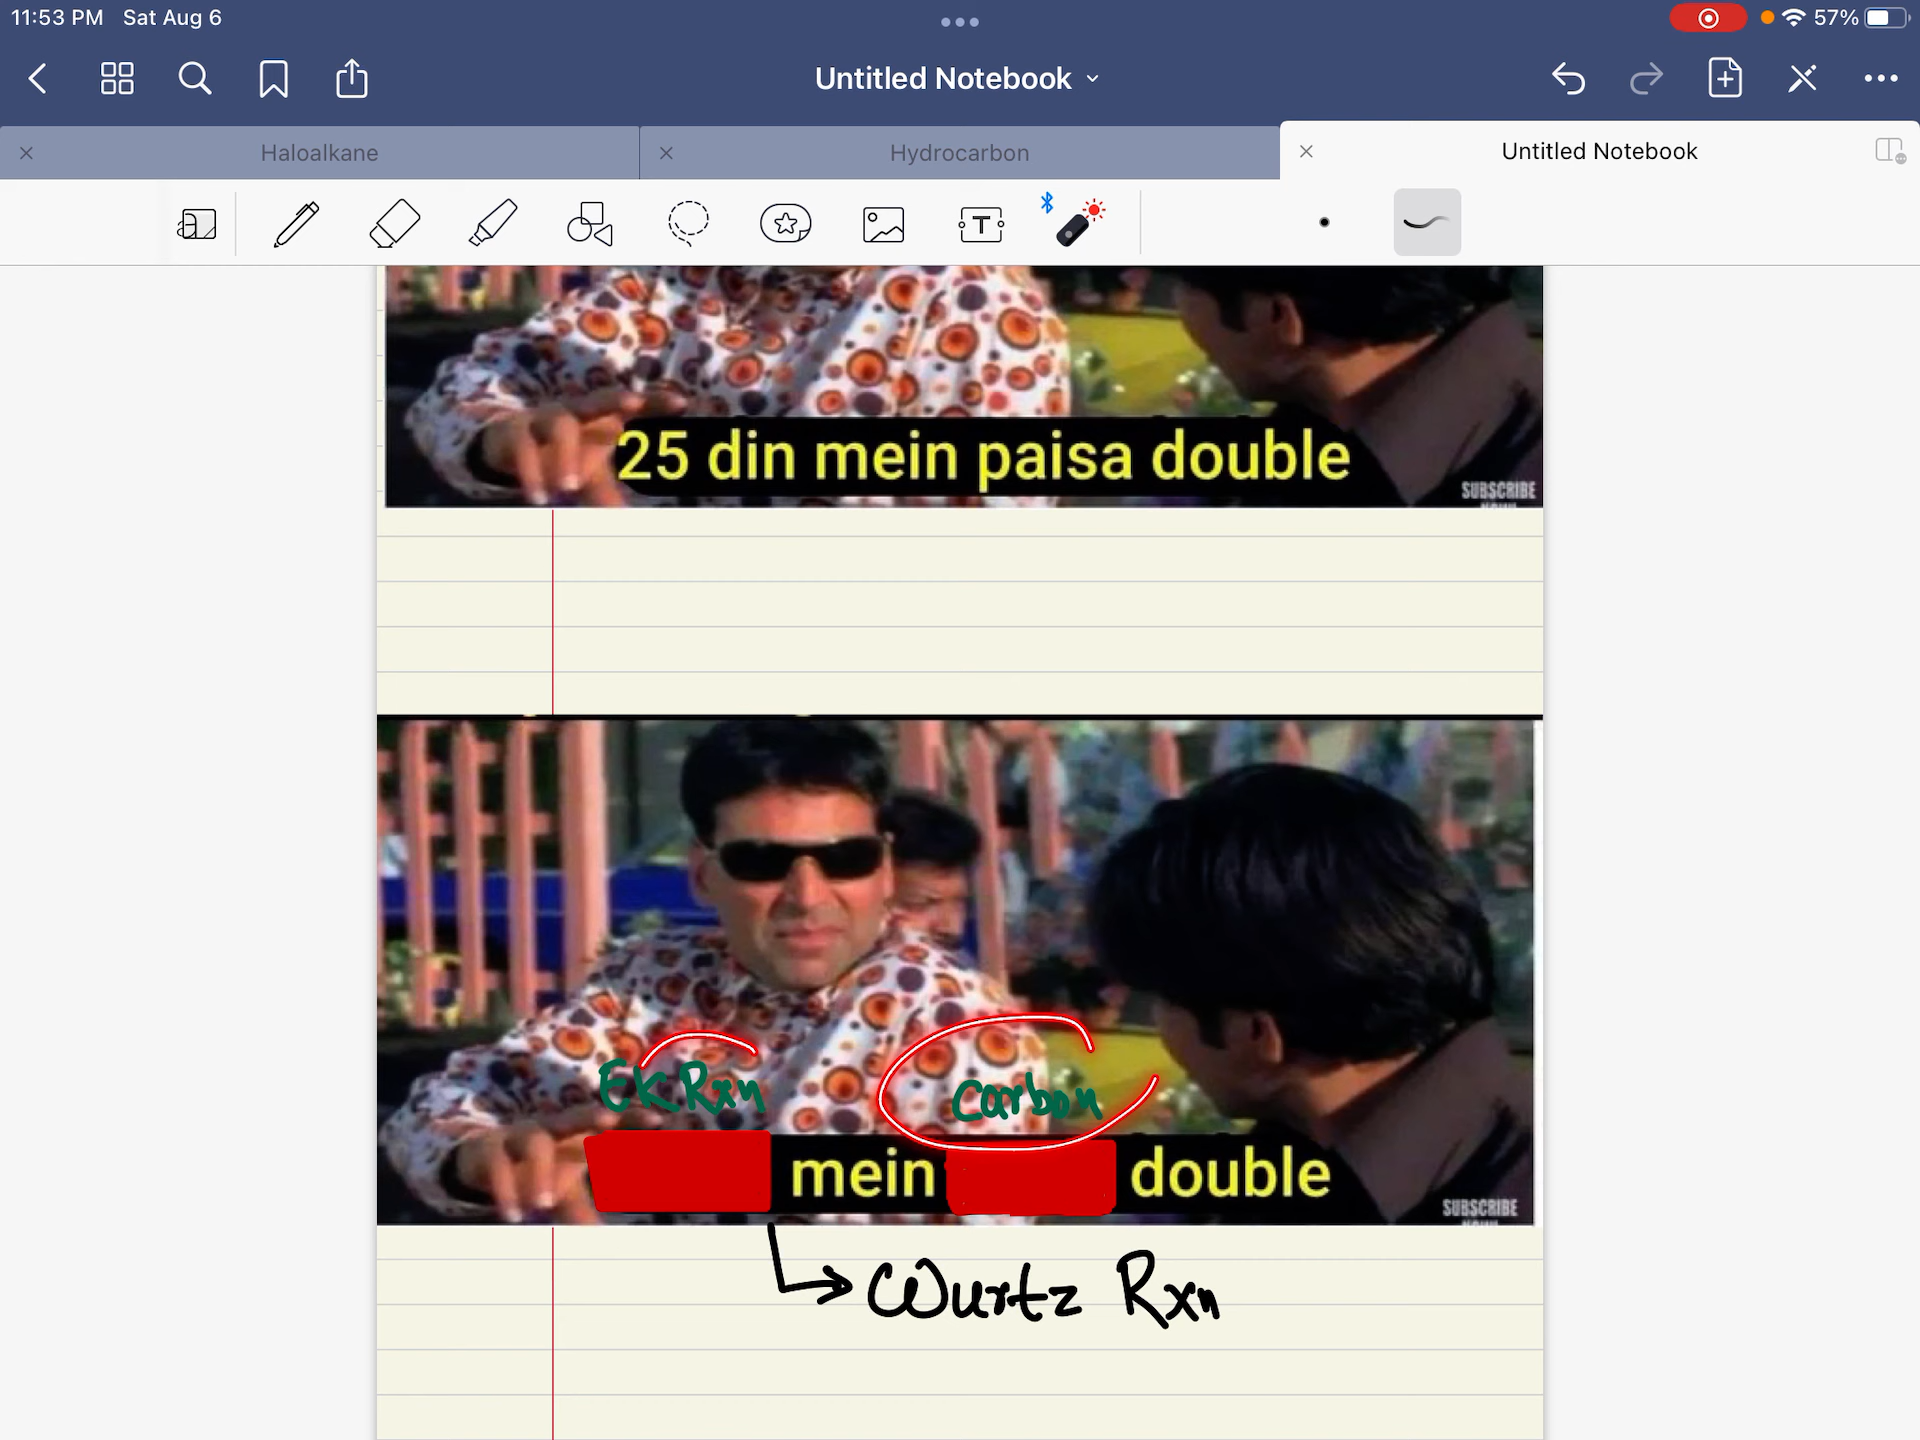 11:53 PM Sat Aug 6
57%
Untitled Notebook
Haloalkane
Hydrocarbon
Untitled Notebook
a
T
25 din mein paisa double
SUBSCRIBE
EK Rxn
Carbon
mein double
SUBSCRIBE
Wurtz Rxn